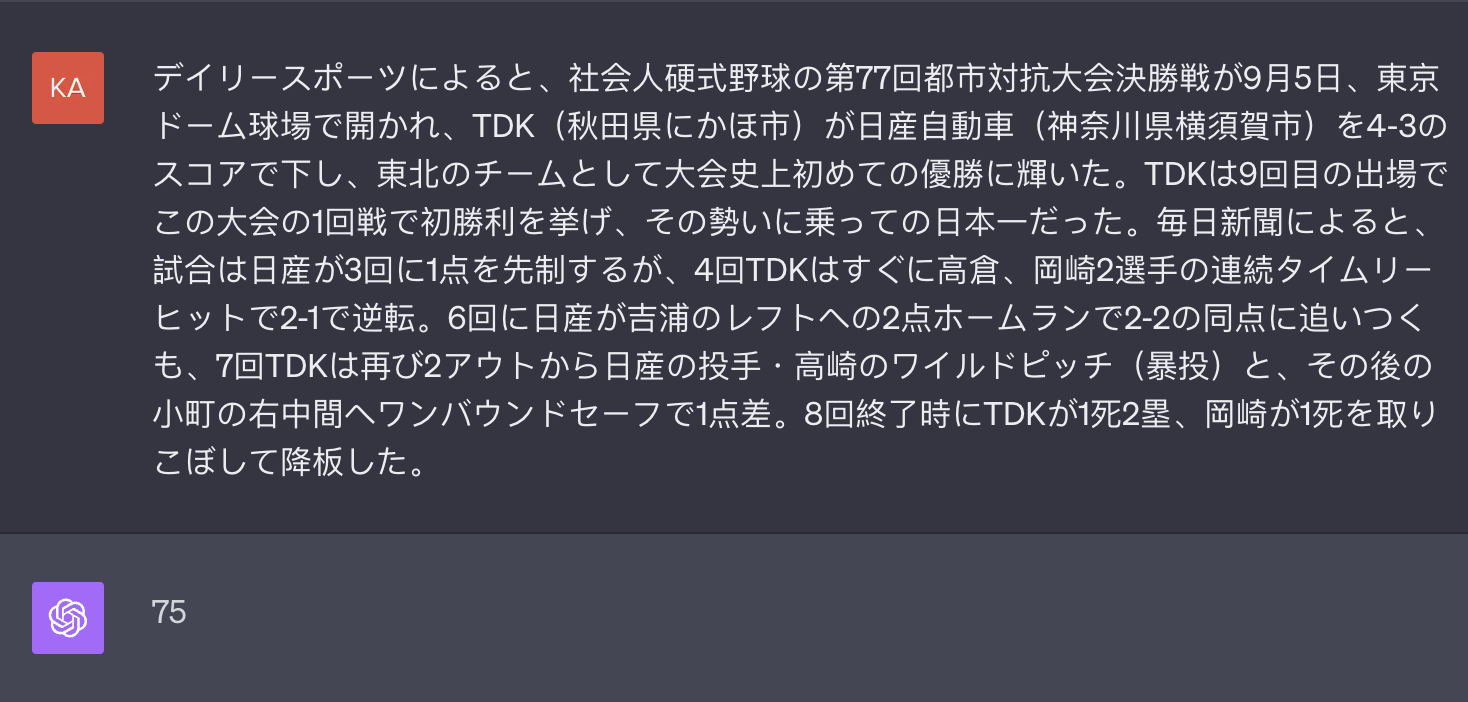 KA
デイリースポーツによると、社会人硬式野球の第77回都市対抗大会決勝戦が9月5日、東京
ドーム球場で開かれ、TDK（秋田県にかほ市）が日産自動車（神奈川県横須賀市）を4-3の
スコアで下し、東北のチームとして大会史上初めての優勝に輝いた。TDKは9回目の出場で
この大会の1回戦で初勝利を挙げ、その勢いに乗っての日本一だった。毎日新聞によると、
試合は日産が3回に1点を先制するが、4回TDKはすぐに高倉、岡崎2選手の連続タイムリー
ヒットで2-1で逆転。6回に日産が吉浦のレフトへの2点ホームランで2-2の同点に追いつく
も、7回TDKは再び2アウトから日産の投手・高崎のワイルドピッチ（暴投）と、その後の
小町の右中間へワンバウンドセーフで1点差。8回終了時にTDKが1死2塁、岡崎が1死を取り
こぼして降板した。
75